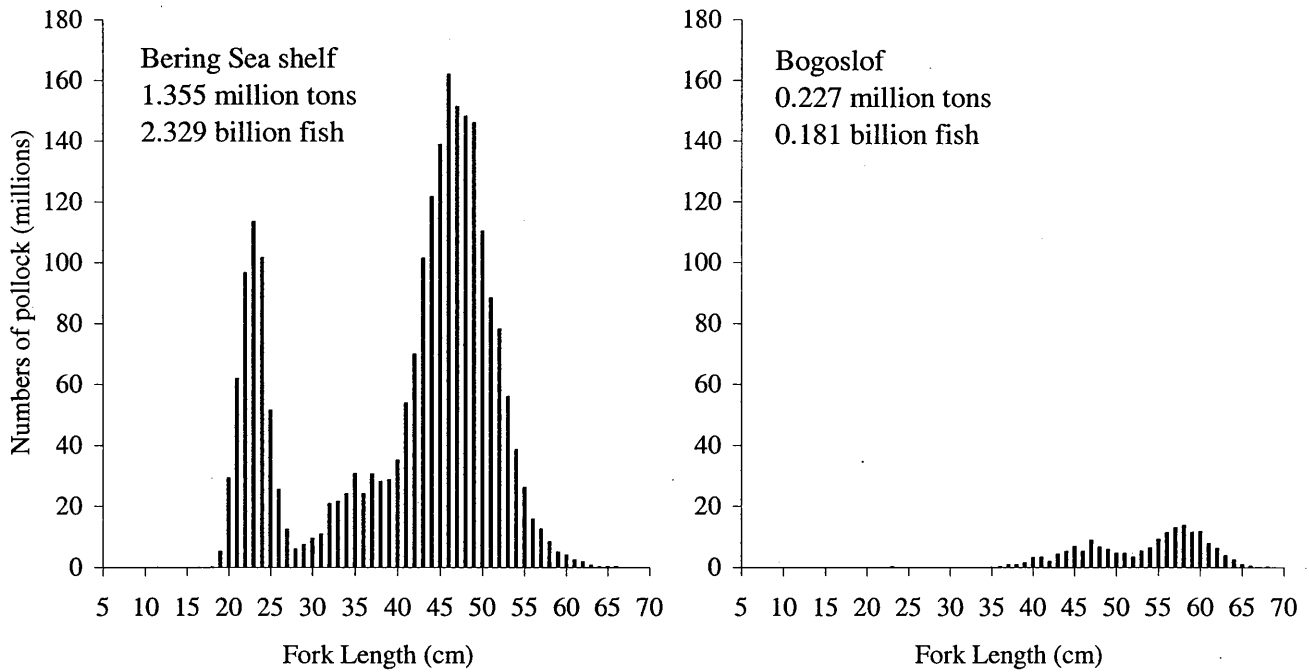 180
160
140
120
100
80
60
40
20
0
Numbers of pollock (millions)
Bering Sea shelf
1.355 million tons
2.329 billion fish
5 10 15 20 25 30 35 40 45 50 55 60 65 70
Fork Length (cm)
180
160
140
120
100
80
60
40
20
0
Bogoslof
0.227 million tons
0.181 billion fish
5 10 15 20 25 30 35 40 45 50 55 60 65 70
Fork Length (cm)